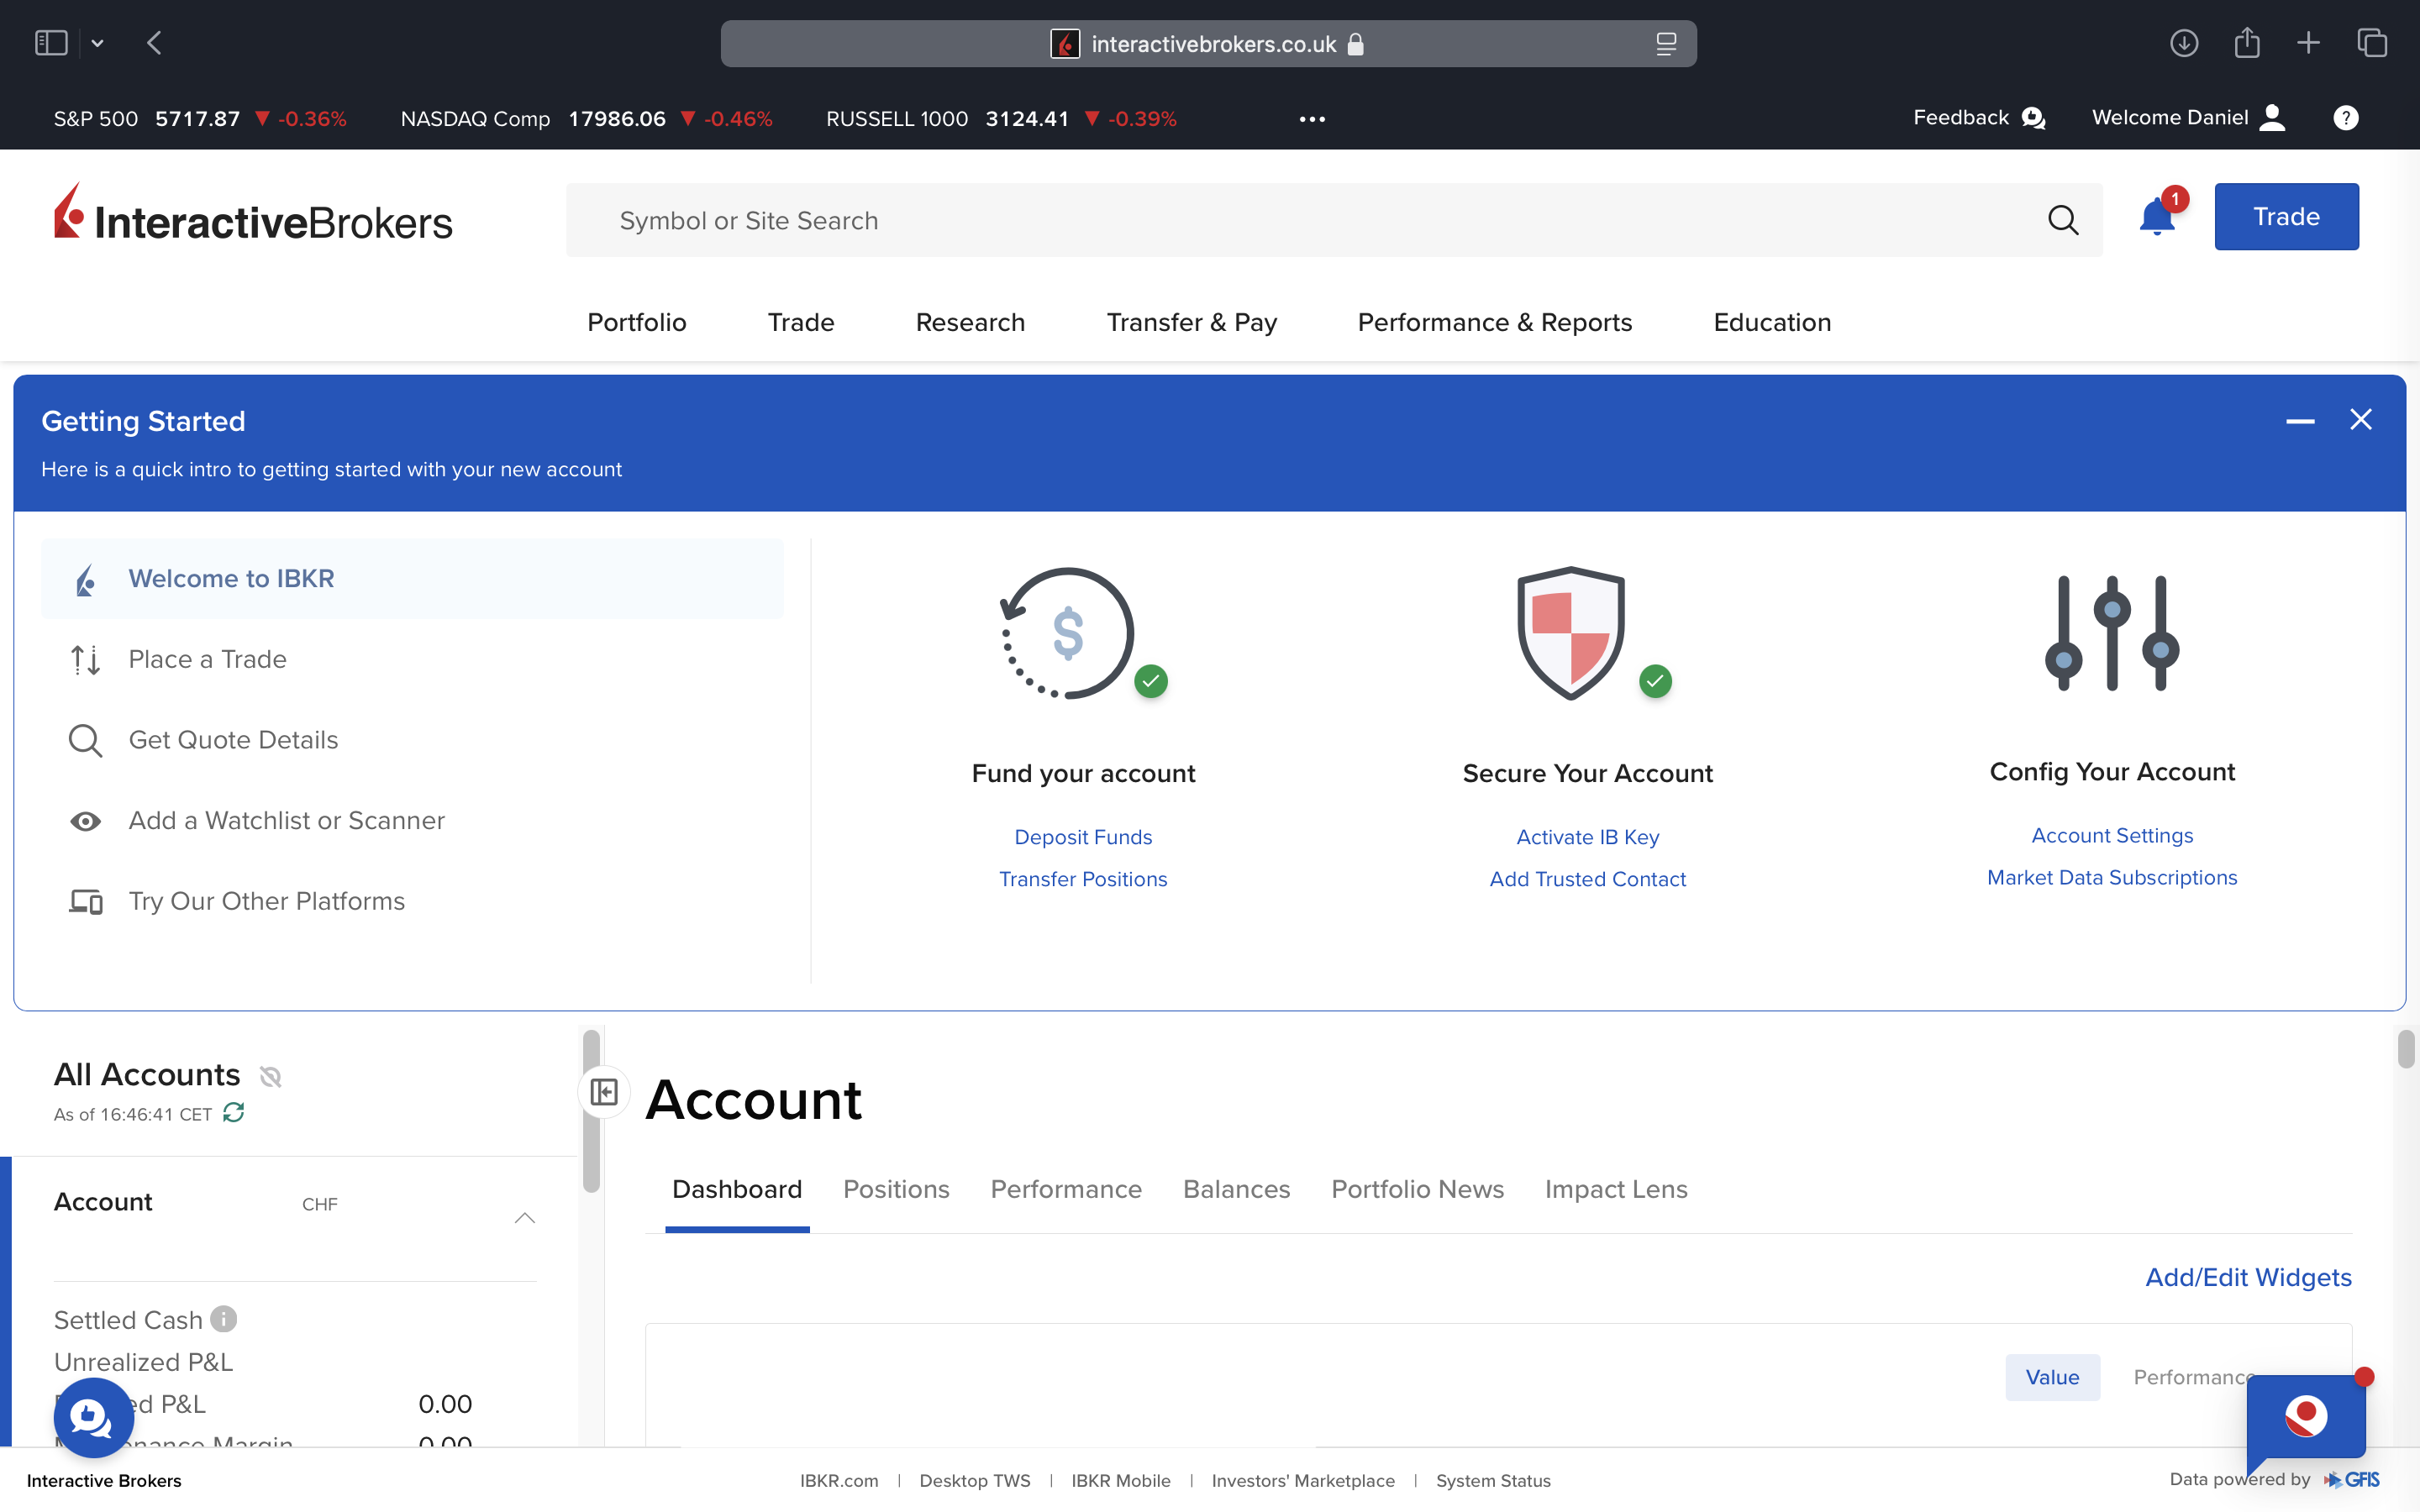 interactivebrokers.co.uk
S&P 500 5717.87 ▼ -0.36% NASDAQ Comp 17986.06 ▼ -0.46% RUSSELL 1000 3124.41 ▼ -0.39% ••• Feedback Welcome Daniel ?
InteractiveBrokers Symbol or Site Search 1 Trade
Portfolio Trade Research Transfer & Pay Performance & Reports Education
Getting Started
Here is a quick intro to getting started with your new account
Welcome to IBKR
Place a Trade
Get Quote Details
Add a Watchlist or Scanner
Try Our Other Platforms
$
Fund your account
Deposit Funds
Transfer Positions
Secure Your Account
Activate IB Key
Add Trusted Contact
Config Your Account
Account Settings
Market Data Subscriptions
All Accounts
As of 16:46:41 CET
Account CHF
Settled Cash i
Unrealized P&L
ed P&L 0.00
nance Margin 0.00
Account
Dashboard Positions Performance Balances Portfolio News Impact Lens
Add/Edit Widgets
Value Performance
Interactive Brokers IBKR.com | Desktop TWS | IBKR Mobile | Investors' Marketplace | System Status Data powered by GFIS